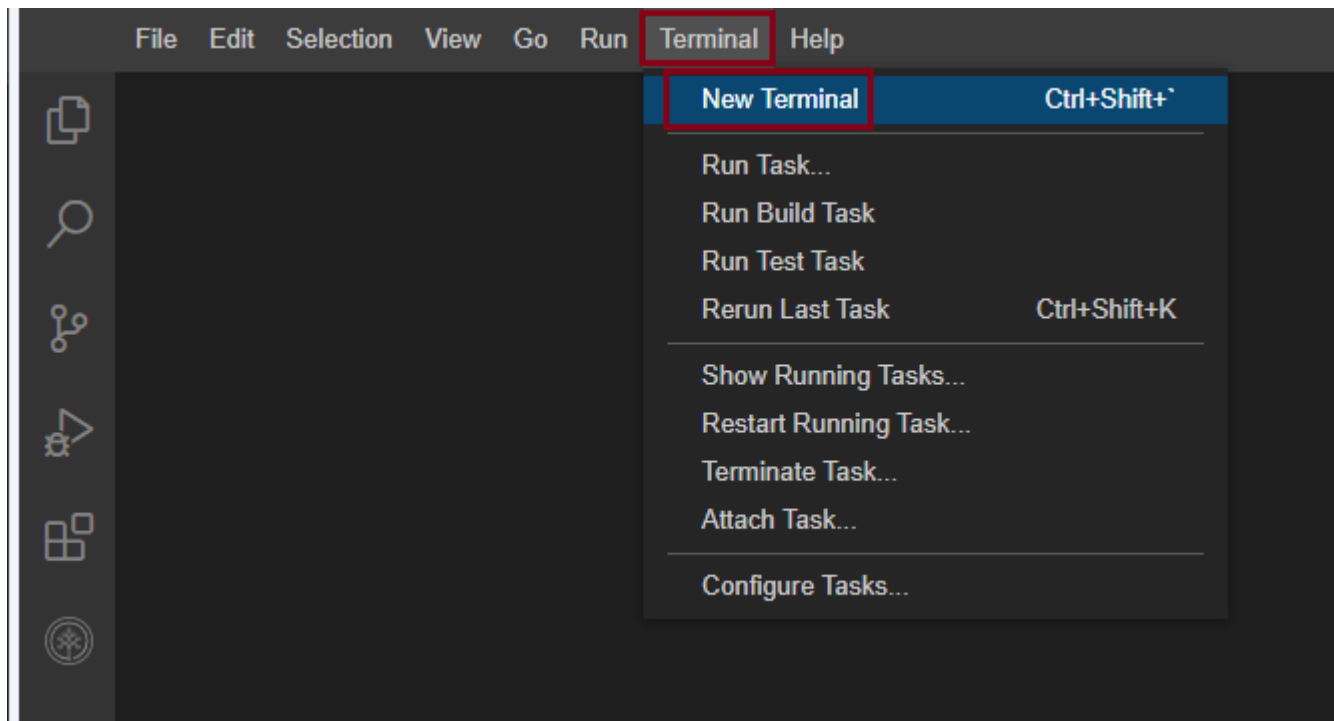 File Edit Selection View Go Run Terminal Help
New Terminal Ctrl+Shift+`
Run Task...
Run Build Task
Run Test Task
Rerun Last Task Ctrl+Shift+K
Show Running Tasks...
Restart Running Task...
Terminate Task...
Attach Task...
Configure Tasks...